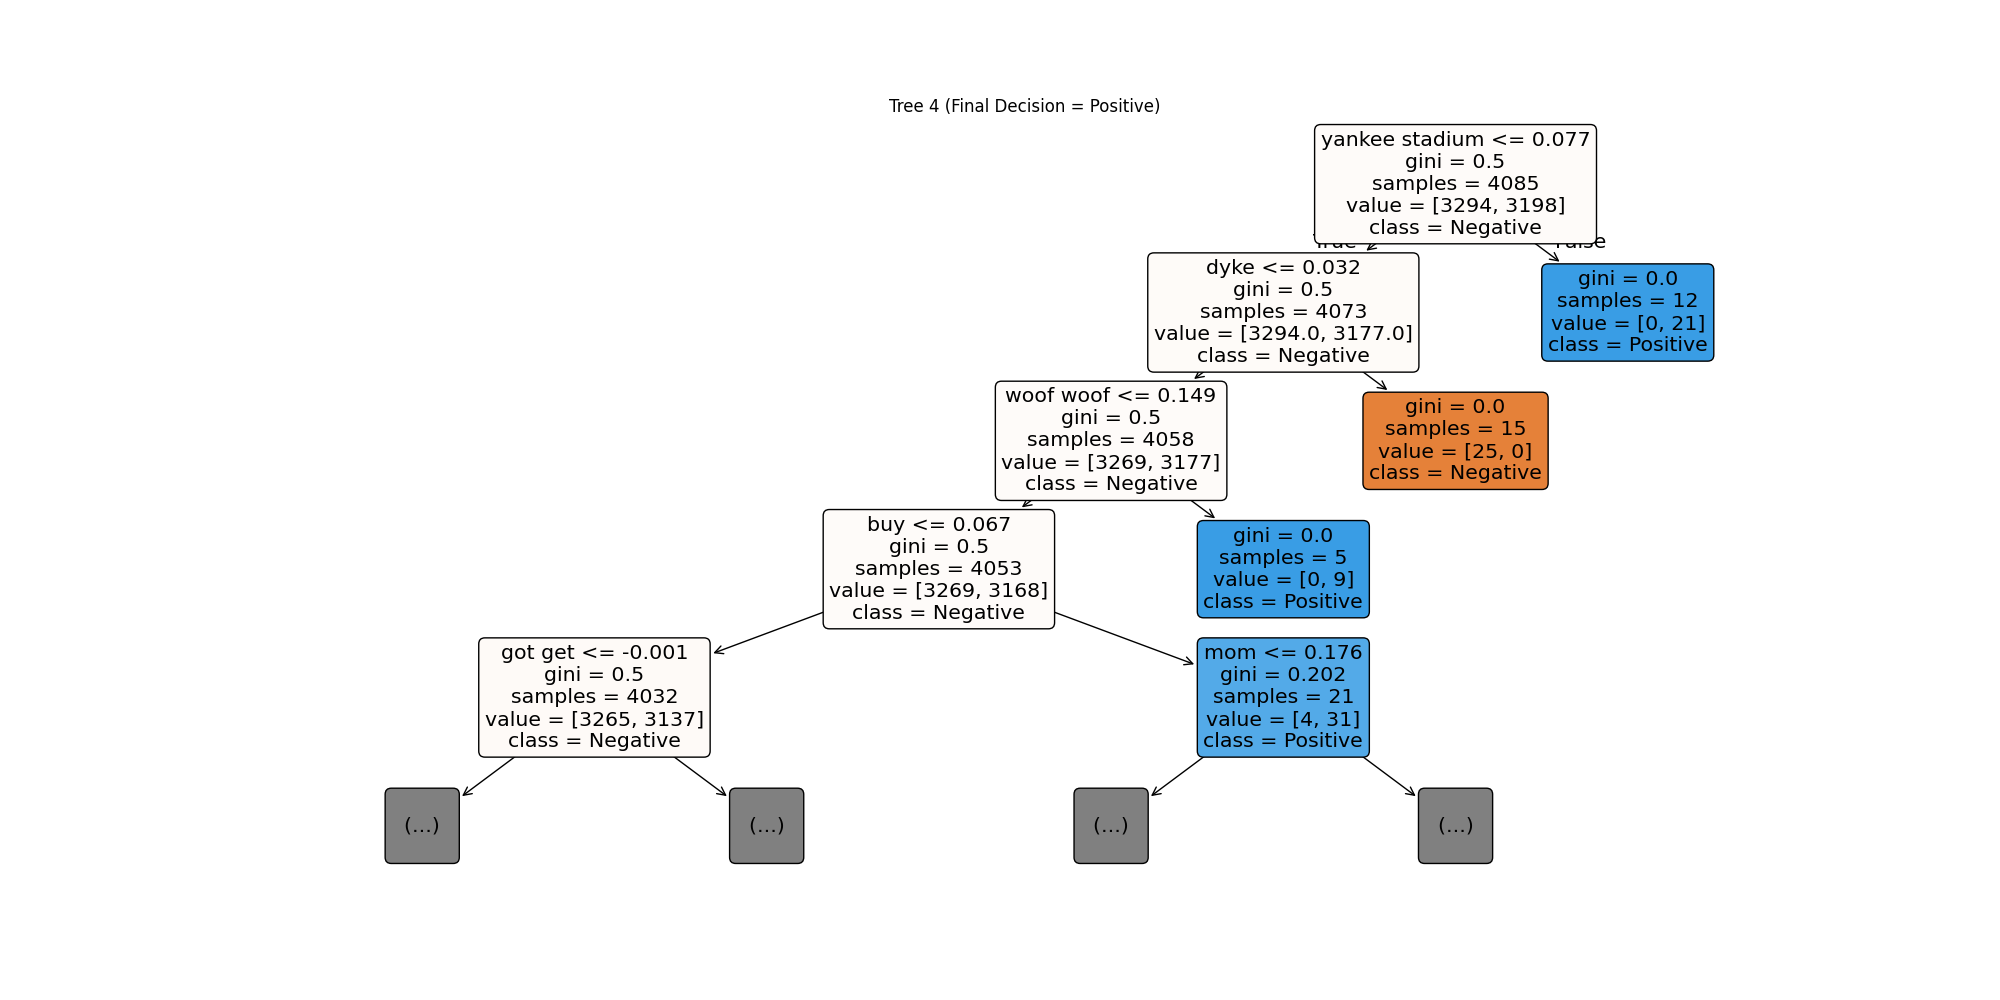 Tree 4 (Final Decision = Positive)
yankee stadium <= 0.077
gini = 0.5
samples = 4085
value = [3294, 3198]
class = Negative
True
False
dyke <= 0.032
gini = 0.5
samples = 4073
value = [3294.0, 3177.0]
class = Negative
gini = 0.0
samples = 12
value = [0, 21]
class = Positive
woof woof <= 0.149
gini = 0.5
samples = 4058
value = [3269, 3177]
class = Negative
gini = 0.0
samples = 15
value = [25, 0]
class = Negative
buy <= 0.067
gini = 0.5
samples = 4053
value = [3269, 3168]
class = Negative
gini = 0.0
samples = 5
value = [0, 9]
class = Positive
got get <= -0.001
gini = 0.5
samples = 4032
value = [3265, 3137]
class = Negative
mom <= 0.176
gini = 0.202
samples = 21
value = [4, 31]
class = Positive
(...)
(...)
(...)
(...)